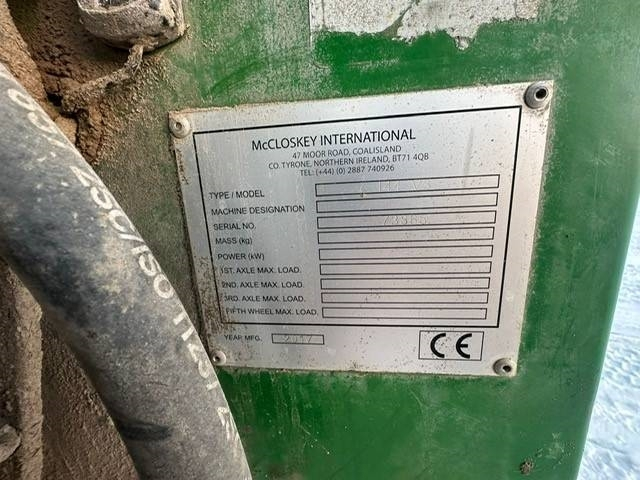 McCLOSKEY INTERNATIONAL
47 MOOR ROAD, COALISLAND
CO. TYRONE, NORTHERN IRELAND, BT71 4QB
TEL: (+44) (0) 2887 740926
TYPE / MODEL
MACHINE DESIGNATION
SERIAL NO.
MASS (kg)
POWER (kW)
1ST. AXLE MAX. LOAD.
2ND. AXLE MAX. LOAD.
3RD. AXLE MAX. LOAD.
FIFTH WHEEL MAX. LOAD.
YEAR MFG. 2017
CE
2SC/ISO